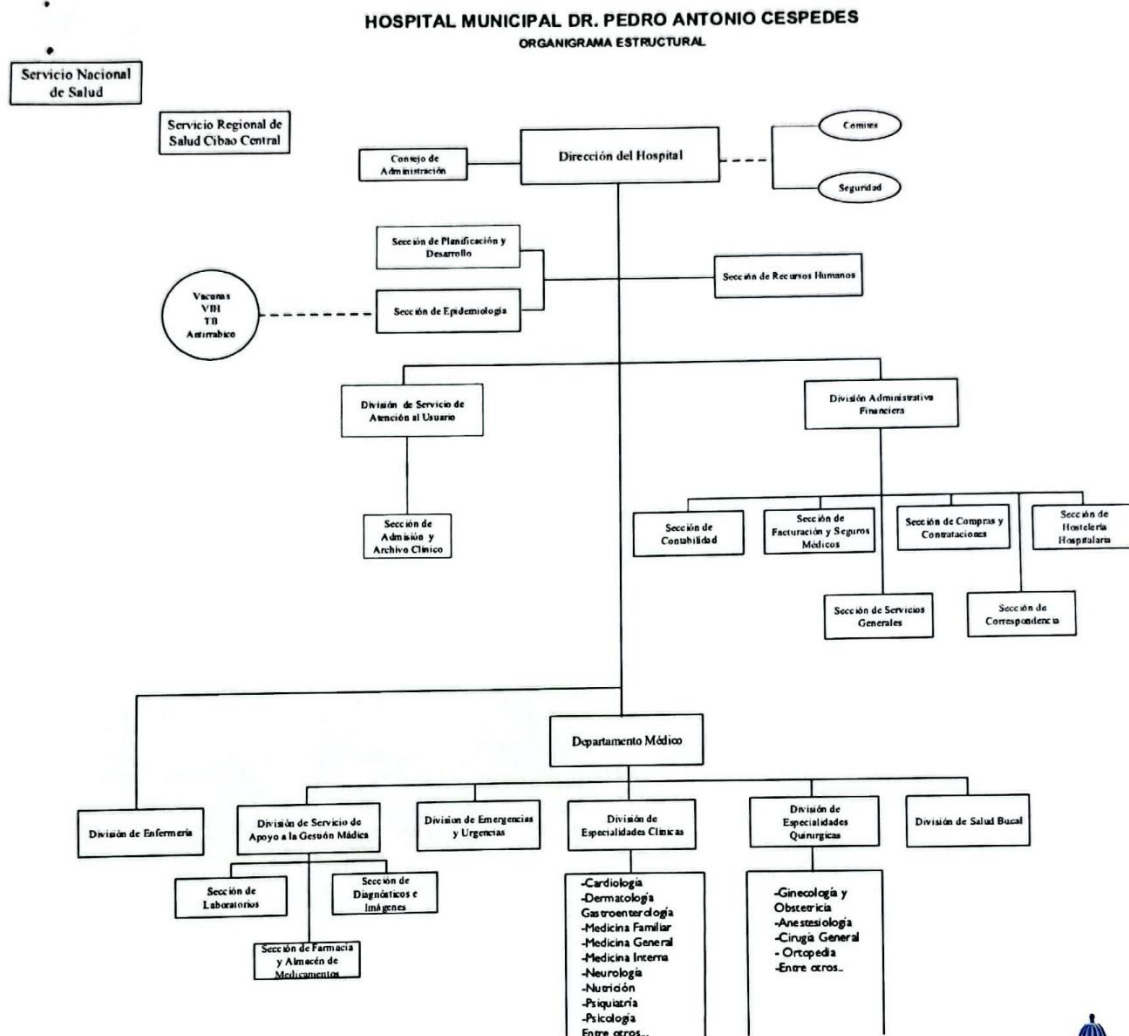 HOSPITAL MUNICIPAL DR. PEDRO ANTONIO CESPEDES
ORGANIGRAMA ESTRUCTURAL
Servicio Nacional
de Salud
Servicio Regional de
Salud Cibao Central
Consejo de
Administración
Dirección del Hospital
Comites
Seguridad
Sección de Planificación y
Desarrollo
Sección de Recursos Humanos
Vacunas
VIH
TB
Antirrabico
Sección de Epidemiología
División de Servicio de
Atención al Usuario
División Administrativa
Financiera
Sección de
Admisión y
Archivo Clínico
Sección de
Contabilidad
Sección de
Facturación y Seguros
Médicos
Sección de Compras y
Contrataciones
Sección de
Hostelería
Hospitalaria
Sección de Servicios
Generales
Sección de
Correspondencia
Departamento Médico
División de Enfermería
División de Servicio de
Apoyo a la Gestión Mádica
Division de Emergencias
y Urgencias
División de
Especialidades Clínicas
División de
Especialidades
Quirurgicas
División de Salud Bucal
Sección de
Laboratorios
Sección de
Diagnósticos e
Imágenes
Sección de Farmacia
y Almacén de
Medicamentos
-Cardiología
-Dermatología
Gastroenterología
-Medicina Familiar
-Medicina General
-Medicina Interna
-Neurología
-Nutrición
-Psiquiatría
-Psicología
Entre otros...
-Ginecología y
Obstetricia
-Anestesiología
-Cirugía General
- Ortopedia
-Entre otros...